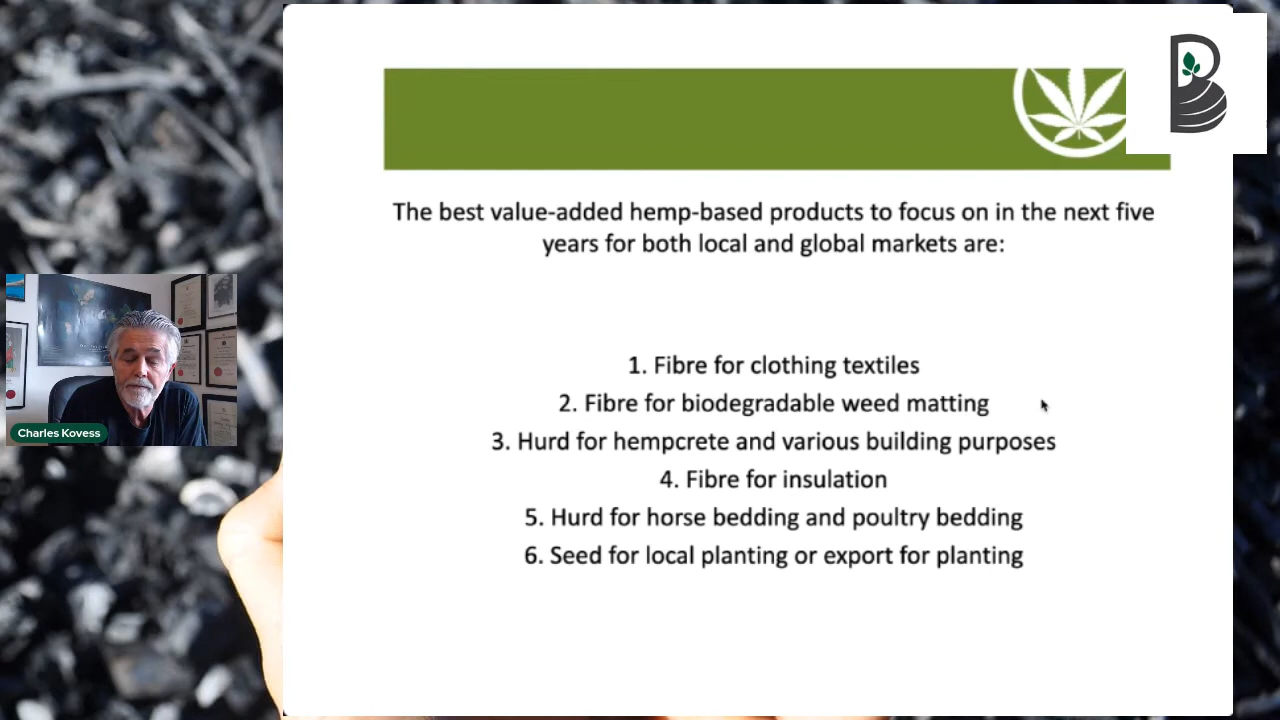 The best value-added hemp-based products to focus on in the next five
years for both local and global markets are:
1. Fibre for clothing textiles
2. Fibre for biodegradable weed matting
3. Hurd for hempcrete and various building purposes
4. Fibre for insulation
5. Hurd for horse bedding and poultry bedding
6. Seed for local planting or export for planting
Charles Kovess